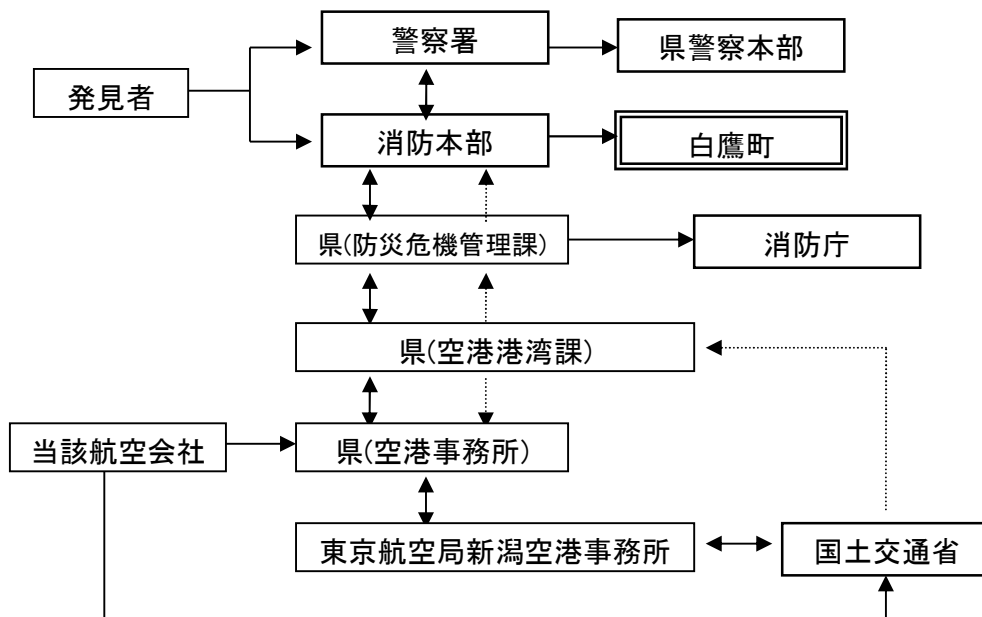 警察署
県警察本部
発見者
消防本部
白鷹町
県(防災危機管理課)
消防庁
県(空港港湾課)
当該航空会社
県(空港事務所)
東京航空局新潟空港事務所
国土交通省